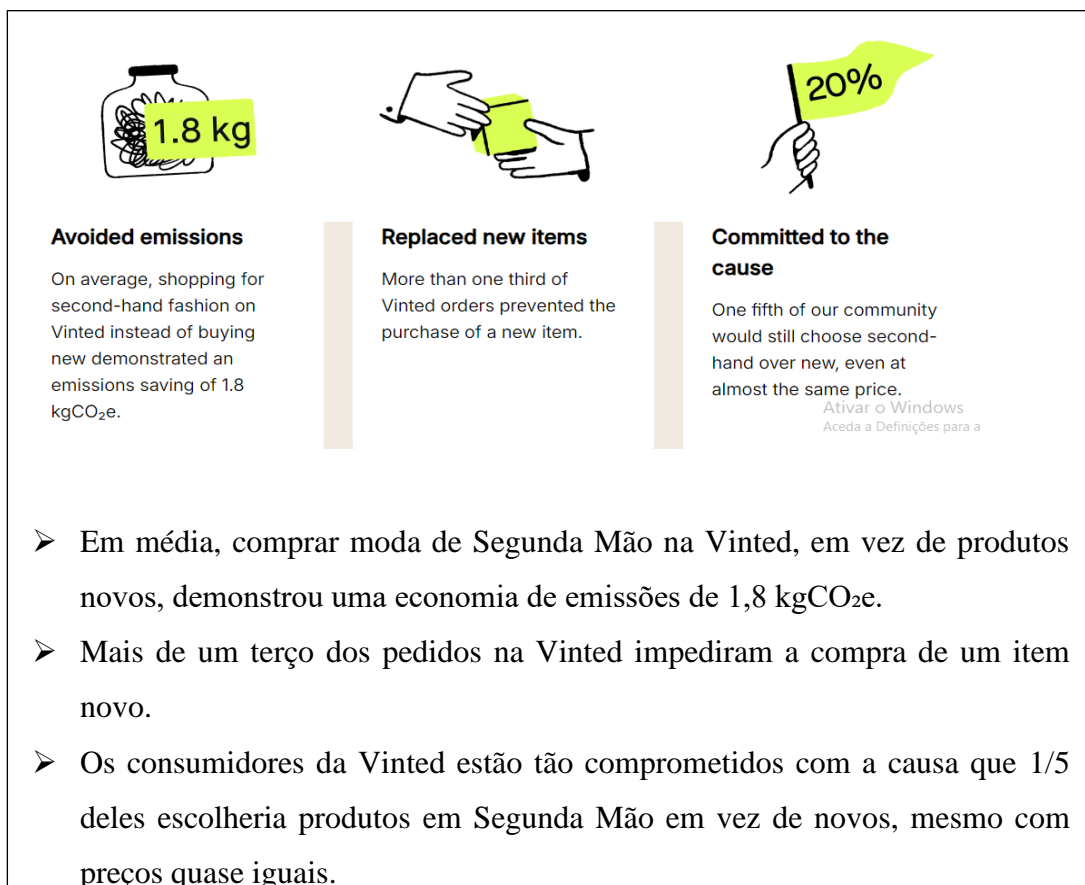 1.8 kg
20%
Avoided emissions
On average, shopping for
second-hand fashion on
Vinted instead of buying
new demonstrated an
emissions saving of 1.8
kgCO₂e.
Replaced new items
More than one third of
Vinted orders prevented the
purchase of a new item.
Committed to the
cause
One fifth of our community
would still choose second-
hand over new, even at
almost the same price.
Ativar o Windows
Aceda a Definições para a
➢ Em média, comprar moda de Segunda Mão na Vinted, em vez de produtos
novos, demonstrou uma economia de emissões de 1,8 kgCO₂e.
➢ Mais de um terço dos pedidos na Vinted impediram a compra de um item
novo.
➢ Os consumidores da Vinted estão tão comprometidos com a causa que 1/5
deles escolheria produtos em Segunda Mão em vez de novos, mesmo com
preços quase iguais.